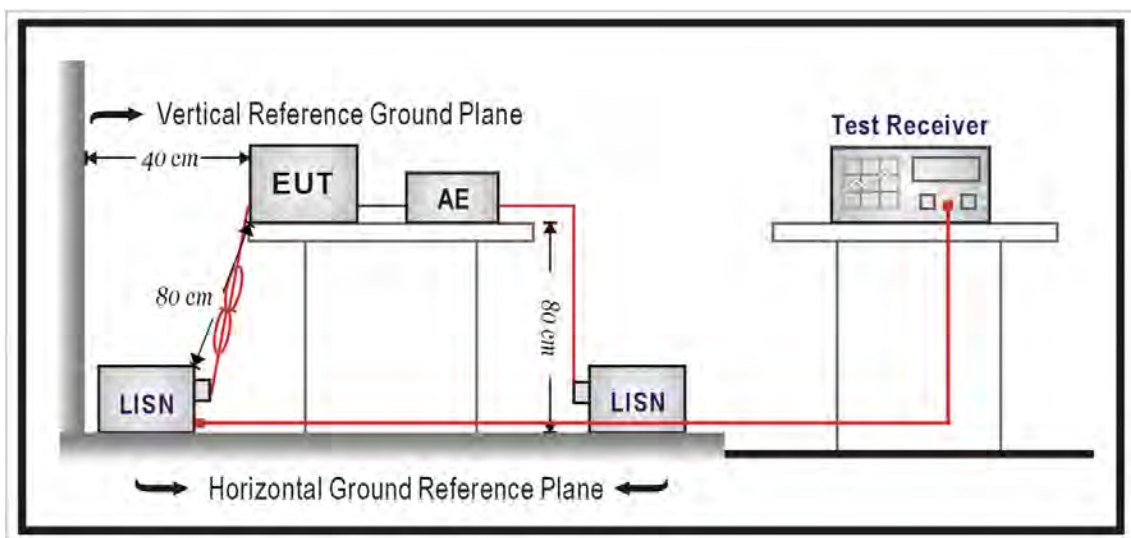 Vertical Reference Ground Plane
40 cm
Test Receiver
EUT
AE
80 cm
80 cm
LISN
LISN
Horizontal Ground Reference Plane